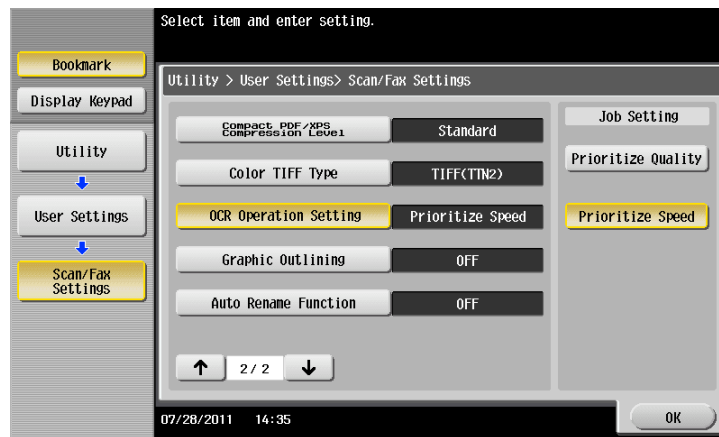 Select item and enter setting.
Bookmark
Display Keypad
Utility
User Settings
Scan/Fax
Settings
Utility > User Settings> Scan/Fax Settings
Compact PDF/XPS
Compression Level
Standard
Color TIFF Type
TIFF(TTN2)
OCR Operation Setting
Prioritize Speed
Graphic Outlining
OFF
Auto Rename Function
OFF
2/ 2
Job Setting
Prioritize Quality
Prioritize Speed
07/28/2011 14:35
OK